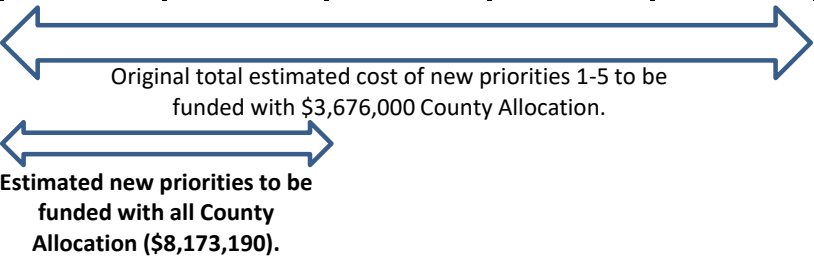 Original total estimated cost of new priorities 1-5 to be
funded with $3,676,000 County Allocation.
Estimated new priorities to be
funded with all County
Allocation ($8,173,190).